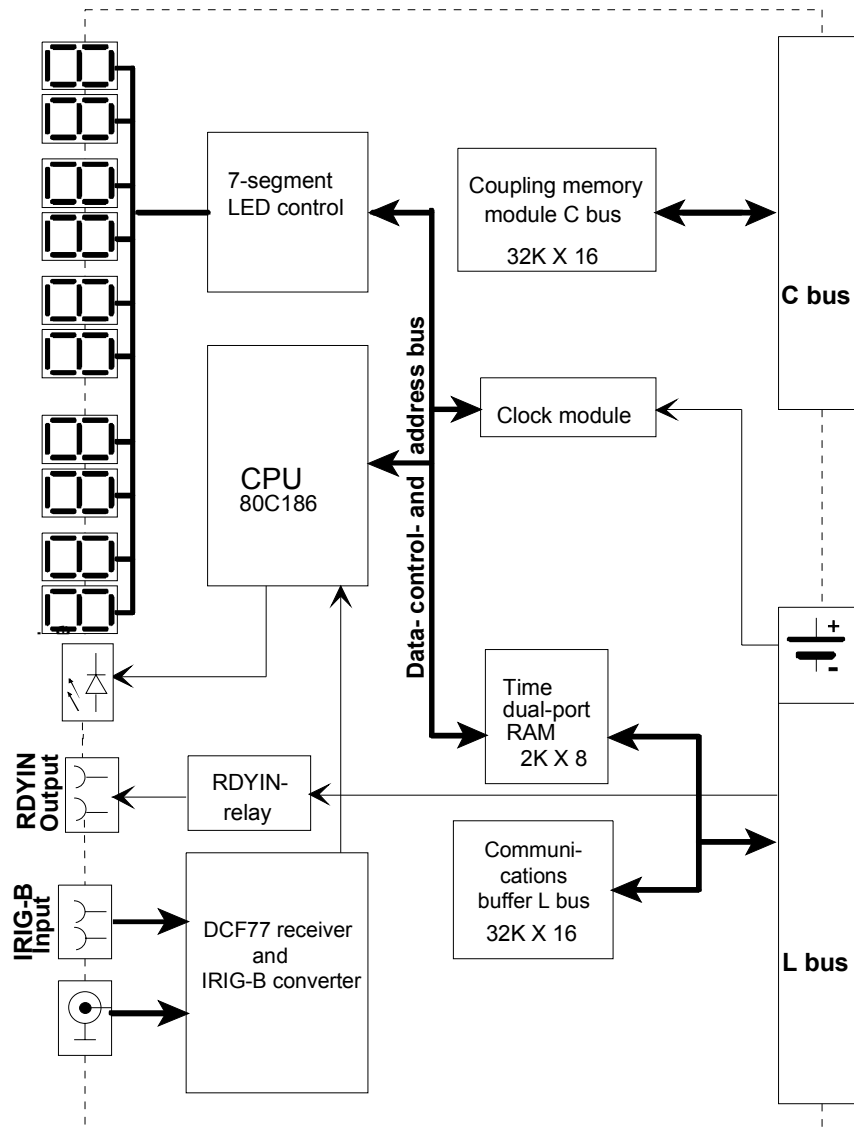 7-segment
LED control
Coupling memory
module C bus
32K X 16
C bus
Data- control- and address bus
Clock module
CPU
80C186
+
-
Time
dual-port
RAM
2K X 8
RDYIN
Output
RDYIN-
relay
Communi-
cations
buffer L bus
32K X 16
IRIG-B
Input
DCF77 receiver
and
IRIG-B converter
L bus